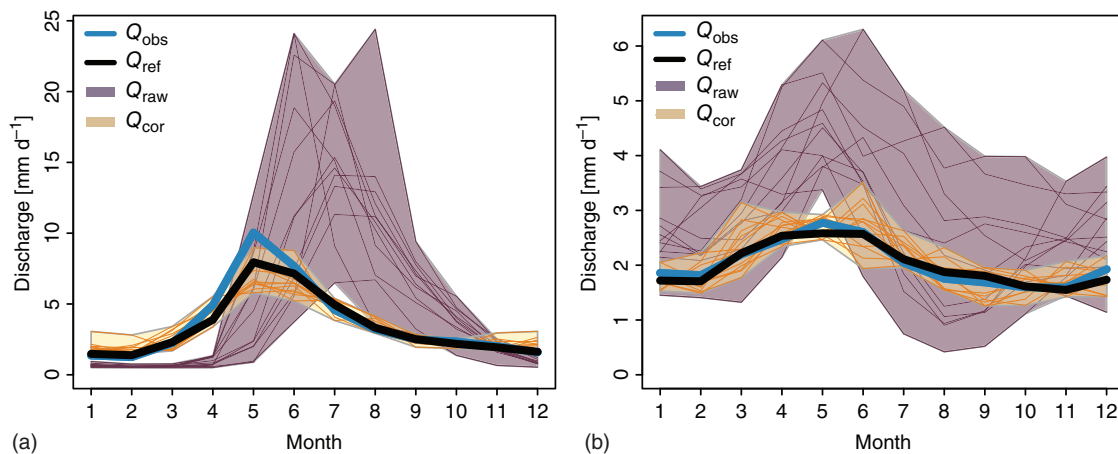 Discharge [mm d⁻¹]
25
20
15
10
5
0
Q_obs
Q_ref
Q_raw
Q_cor
1 2 3 4 5 6 7 8 9 10 11 12
Month
(a)
Discharge [mm d⁻¹]
6
5
4
3
2
1
0
Q_obs
Q_ref
Q_raw
Q_cor
1 2 3 4 5 6 7 8 9 10 11 12
Month
(b)